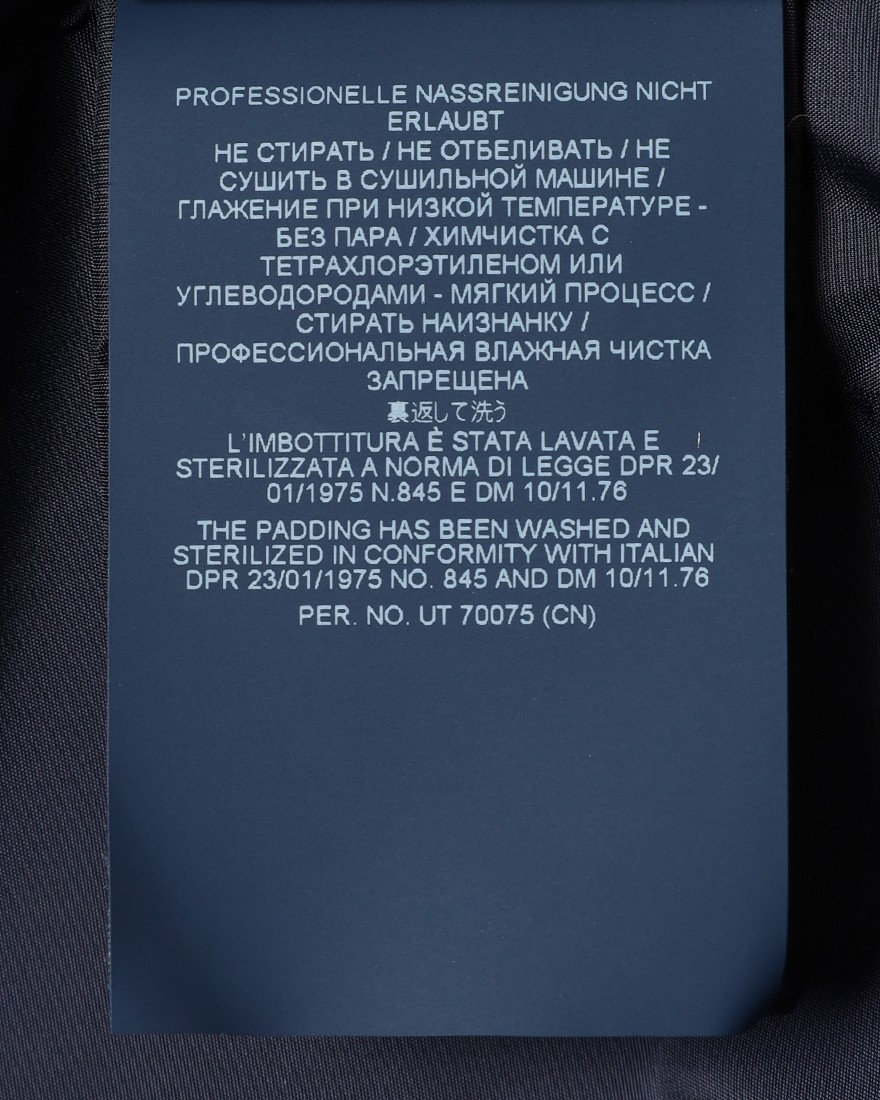 PROFESSIONELLE NASSREINIGUNG NICHT
ERLAUBT
НЕ СТИРАТЬ / НЕ ОТБЕЛИВАТЬ / НЕ
СУШИТЬ В СУШИЛЬНОЙ МАШИНЕ /
ГЛАЖЕНИЕ ПРИ НИЗКОЙ ТЕМПЕРАТУРЕ -
БЕЗ ПАРА / ХИМЧИСТКА С
ТЕТРАХЛОРЭТИЛЕНОМ ИЛИ
УГЛЕВОДОРОДАМИ - МЯГКИЙ ПРОЦЕСС /
СТИРАТЬ НАИЗНАНКУ /
ПРОФЕССИОНАЛЬНАЯ ВЛАЖНАЯ ЧИСТКА
ЗАПРЕЩЕНА
裏返して洗う
L'IMBOTTITURA È STATA LAVATA E
STERILIZZATA A NORMA DI LEGGE DPR 23/
01/1975 N.845 E DM 10/11.76
THE PADDING HAS BEEN WASHED AND
STERILIZED IN CONFORMITY WITH ITALIAN
DPR 23/01/1975 NO. 845 AND DM 10/11.76
PER. NO. UT 70075 (CN)